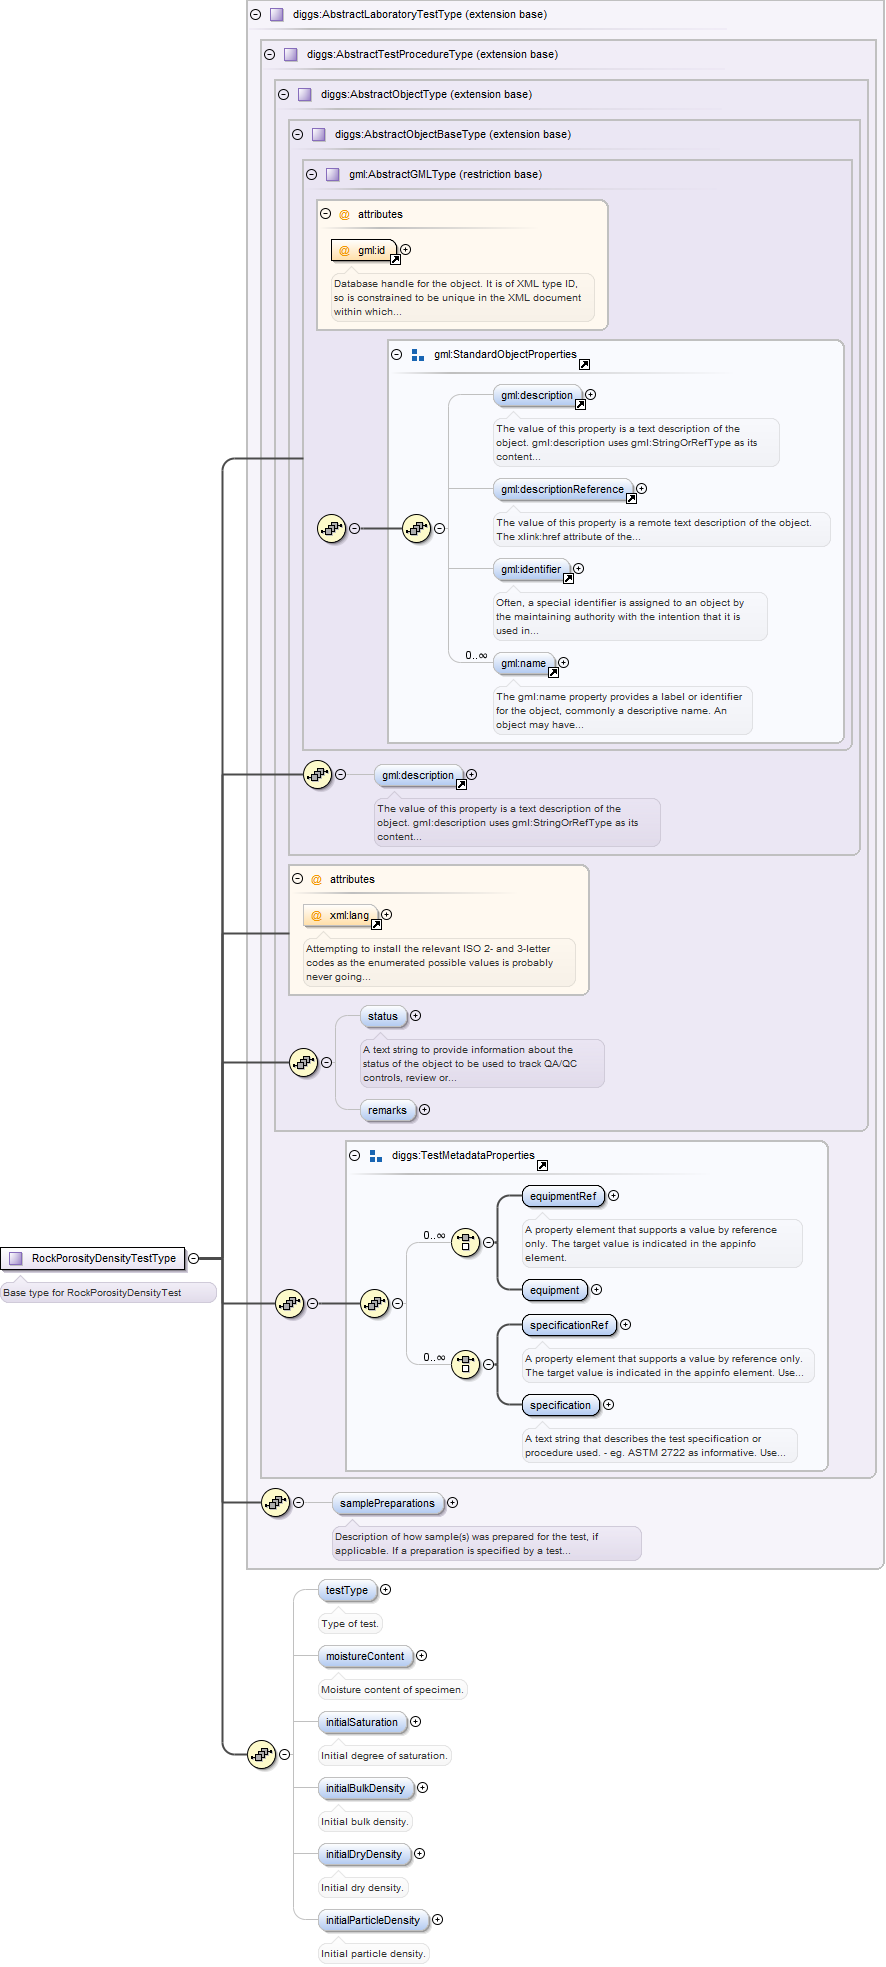 diggs:AbstractLaboratoryTestType (extension base)
diggs:AbstractTestProcedureType (extension base)
diggs:AbstractObjectType (extension base)
diggs:AbstractObjectBaseType (extension base)
gml:AbstractGMLType (restriction base)
@ attributes
@ gml:id
Database handle for the object. It is of XML type ID,
so is constrained to be unique in the XML document
within which...
gml:StandardObjectProperties
gml:description
The value of this property is a text description of the
object. gml:description uses gml:StringOrRefType as its
content...
gml:descriptionReference
The value of this property is a remote text description of the object.
The xlink:href attribute of the...
gml:identifier
Often, a special identifier is assigned to an object by
the maintaining authority with the intention that it is
used in...
0..∞
gml:name
The gml:name property provides a label or identifier
for the object, commonly a descriptive name. An
object may have...
gml:description
The value of this property is a text description of the
object. gml:description uses gml:StringOrRefType as its
content...
@ attributes
@ xml:lang
Attempting to install the relevant ISO 2- and 3-letter
codes as the enumerated possible values is probably
never going...
status
A text string to provide information about the
status of the object to be used to track QA/QC
controls, review or...
remarks
diggs:TestMetadataProperties
equipmentRef
0..∞
A property element that supports a value by reference
only. The target value is indicated in the appinfo
element.
equipment
RockPorosityDensityTestType
Base type for RockPorosityDensityTest
specificationRef
0..∞
A property element that supports a value by reference only.
The target value is indicated in the appinfo element. Use...
specification
A text string that describes the test specification or
procedure used. - eg. ASTM 2722 as informative. Use...
samplePreparations
Description of how sample(s) was prepared for the test, if
applicable. If a preparation is specified by a test...
testType
Type of test.
moistureContent
Moisture content of specimen.
initialSaturation
Initial degree of saturation.
initialBulkDensity
Initial bulk density.
initialDryDensity
Initial dry density.
initialParticleDensity
Initial particle density.